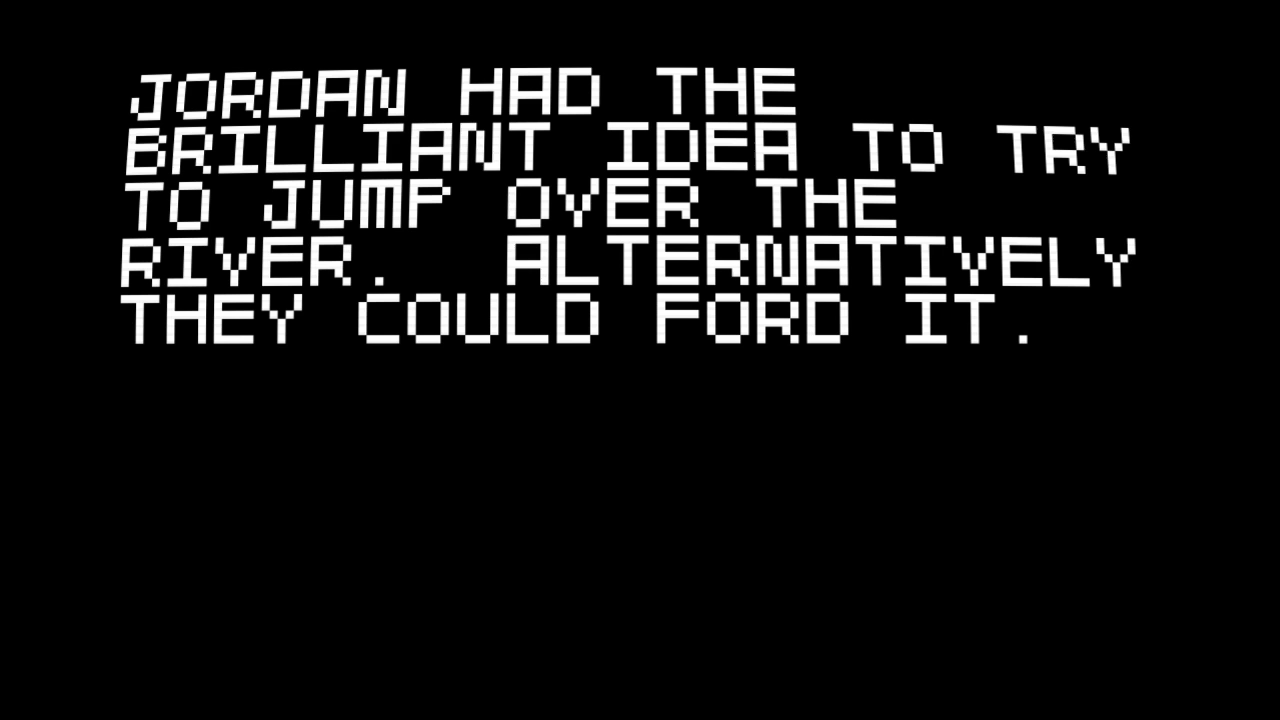 JORDAN HAD THE
BRILLIANT IDEA TO TRY
TO JUMP OVER THE
RIVER.  ALTERNATIVELY
THEY COULD FORD IT.